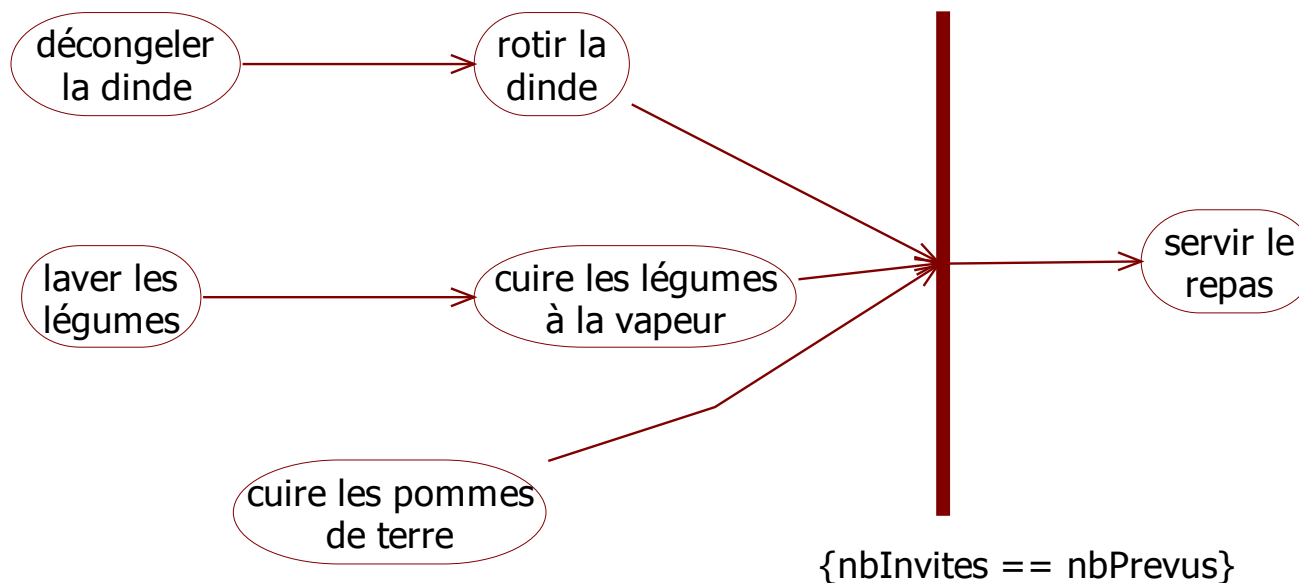 décongeler
la dinde
rotir la
dinde
laver les
légumes
cuire les légumes
à la vapeur
servir le
repas
cuire les pommes
de terre
{nbInvites == nbPrevus}